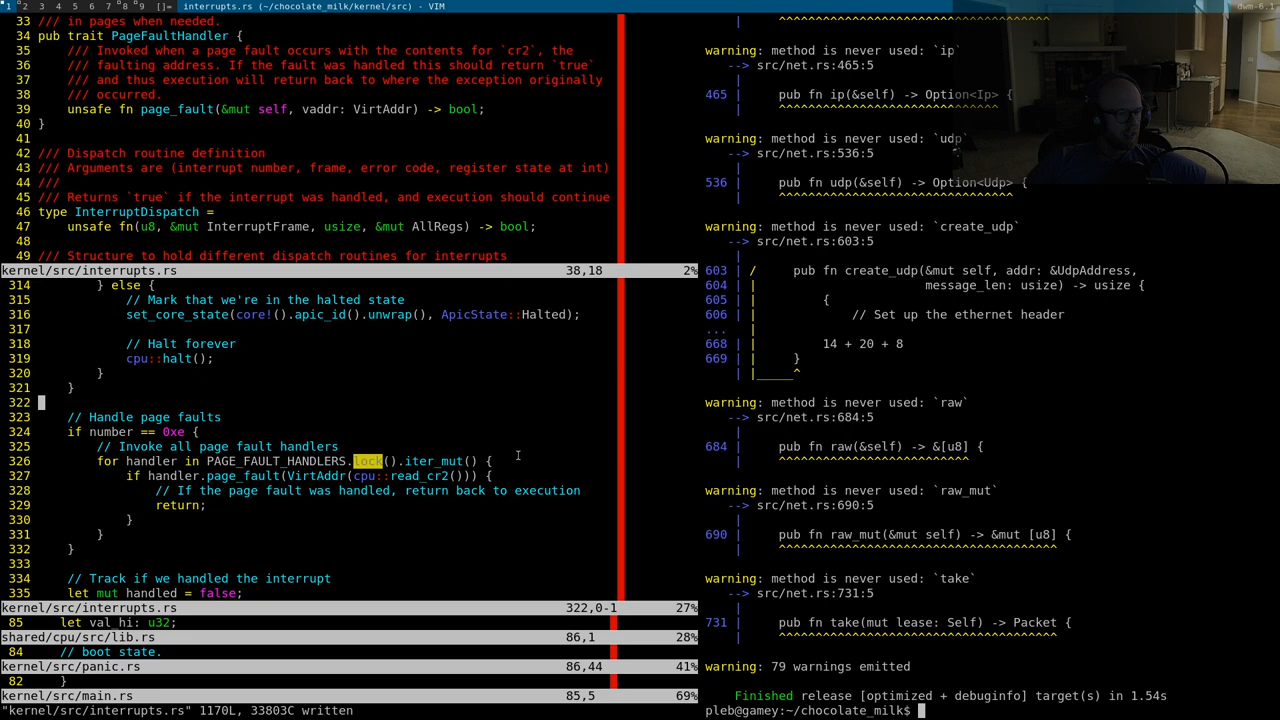 1 2 3 4 5 6 7 8 9 []= interrupts.rs (~/chocolate_milk/kernel/src) - VIM dwm-6.1
33 /// in pages when needed.
34 pub trait PageFaultHandler {
35     /// Invoked when a page fault occurs with the contents for `cr2`, the
36     /// faulting address. If the fault was handled this should return `true`
37     /// and thus execution will return back to where the exception originally
38     /// occurred.
39     unsafe fn page_fault(&mut self, vaddr: VirtAddr) -> bool;
40 }
41
42 /// Dispatch routine definition
43 /// Arguments are (interrupt number, frame, error code, register state at int)
44 ///
45 /// Returns `true` if the interrupt was handled, and execution should continue
46 type InterruptDispatch =
47     unsafe fn(u8, &mut InterruptFrame, usize, &mut AllRegs) -> bool;
48
49 /// Structure to hold different dispatch routines for interrupts
kernel/src/interrupts.rs 38,18 2%
314         } else {
315             // Mark that we're in the halted state
316             set_core_state(core!().apic_id().unwrap(), ApicState::Halted);
317
318             // Halt forever
319             cpu::halt();
320         }
321     }
322
323     // Handle page faults
324     if number == 0xe {
325         // Invoke all page fault handlers
326         for handler in PAGE_FAULT_HANDLERS.lock().iter_mut() {
327             if handler.page_fault(VirtAddr(cpu::read_cr2())) {
328                 // If the page fault was handled, return back to execution
329                 return;
330             }
331         }
332     }
333
334     // Track if we handled the interrupt
335     let mut handled = false;
kernel/src/interrupts.rs 322,0-1 27%
85     let val_hi: u32;
shared/cpu/src/lib.rs 86,1 28%
84     // boot state.
kernel/src/panic.rs 86,44 41%
82     }
kernel/src/main.rs 85,5 69%
"kernel/src/interrupts.rs" 1170L, 33803C written
    |     ^^^^^^^^^^^^^^^^^^^^^^^^^^^^^^^^^^^^^
warning: method is never used: `ip`
   --> src/net.rs:465:5
    |
465 |     pub fn ip(&self) -> Option<Ip> {
    |     ^^^^^^^^^^^^^^^^^^^^^^^^^^^^^^
warning: method is never used: `udp`
   --> src/net.rs:536:5
    |
536 |     pub fn udp(&self) -> Option<Udp> {
    |     ^^^^^^^^^^^^^^^^^^^^^^^^^^^^^^^^
warning: method is never used: `create_udp`
   --> src/net.rs:603:5
    |
603 | /     pub fn create_udp(&mut self, addr: &UdpAddress,
604 | |                       message_len: usize) -> usize {
605 | |         {
606 | |             // Set up the ethernet header
... |
668 | |         14 + 20 + 8
669 | |     }
    | |_____^
warning: method is never used: `raw`
   --> src/net.rs:684:5
    |
684 |     pub fn raw(&self) -> &[u8] {
    |     ^^^^^^^^^^^^^^^^^^^^^^^^^^
warning: method is never used: `raw_mut`
   --> src/net.rs:690:5
    |
690 |     pub fn raw_mut(&mut self) -> &mut [u8] {
    |     ^^^^^^^^^^^^^^^^^^^^^^^^^^^^^^^^^^^^^^
warning: method is never used: `take`
   --> src/net.rs:731:5
    |
731 |     pub fn take(mut lease: Self) -> Packet {
    |     ^^^^^^^^^^^^^^^^^^^^^^^^^^^^^^^^^^^^^^
warning: 79 warnings emitted
    Finished release [optimized + debuginfo] target(s) in 1.54s
pleb@gamey:~/chocolate_milk$